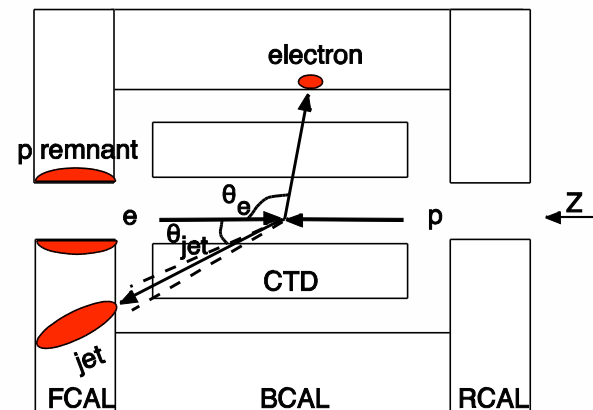 electron
p remnant
θe
e
p
Z
θjet
CTD
jet
FCAL
BCAL
RCAL